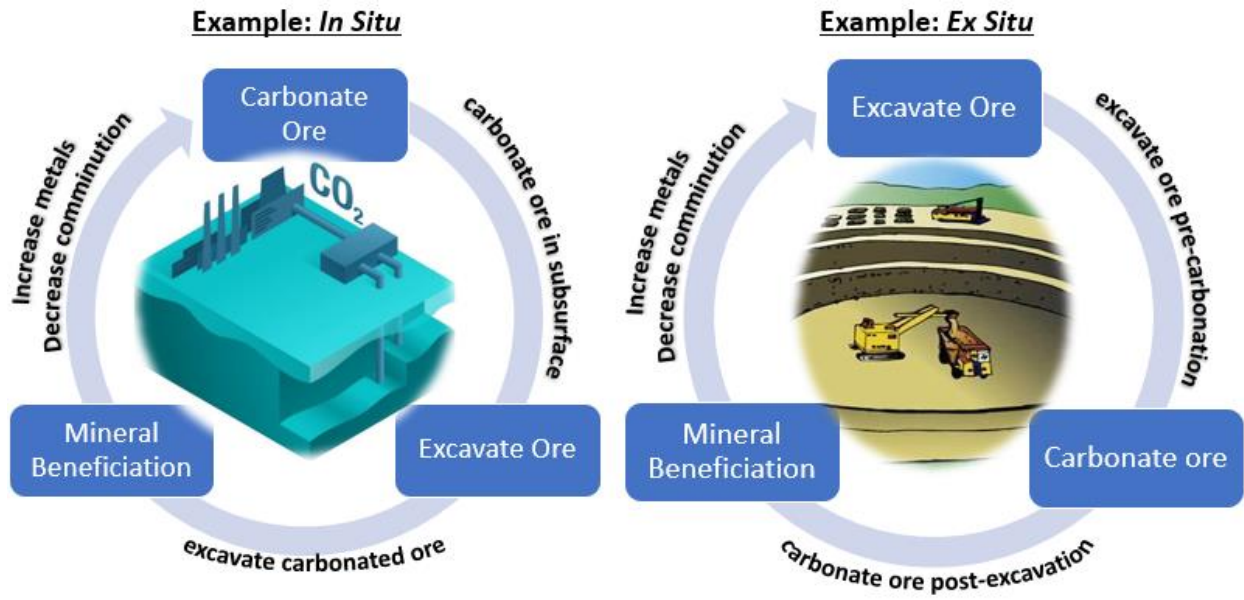 Example: In Situ
Carbonate
Ore
carbonate ore in subsurface
CO₂
Increase metals
Decrease comminution
Mineral
Beneficiation
Excavate Ore
excavate carbonated ore
Example: Ex Situ
Excavate Ore
excavate ore pre-carbonation
Increase metals
Decrease comminution
Mineral
Beneficiation
Carbonate ore
carbonate ore post-excavation